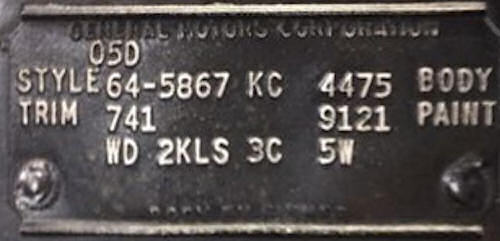 GENERAL MOTORS CORPORATION
05D
STYLE 64-5867 KC 4475 BODY
TRIM 741 9121 PAINT
WD 2KLS 3C 5W